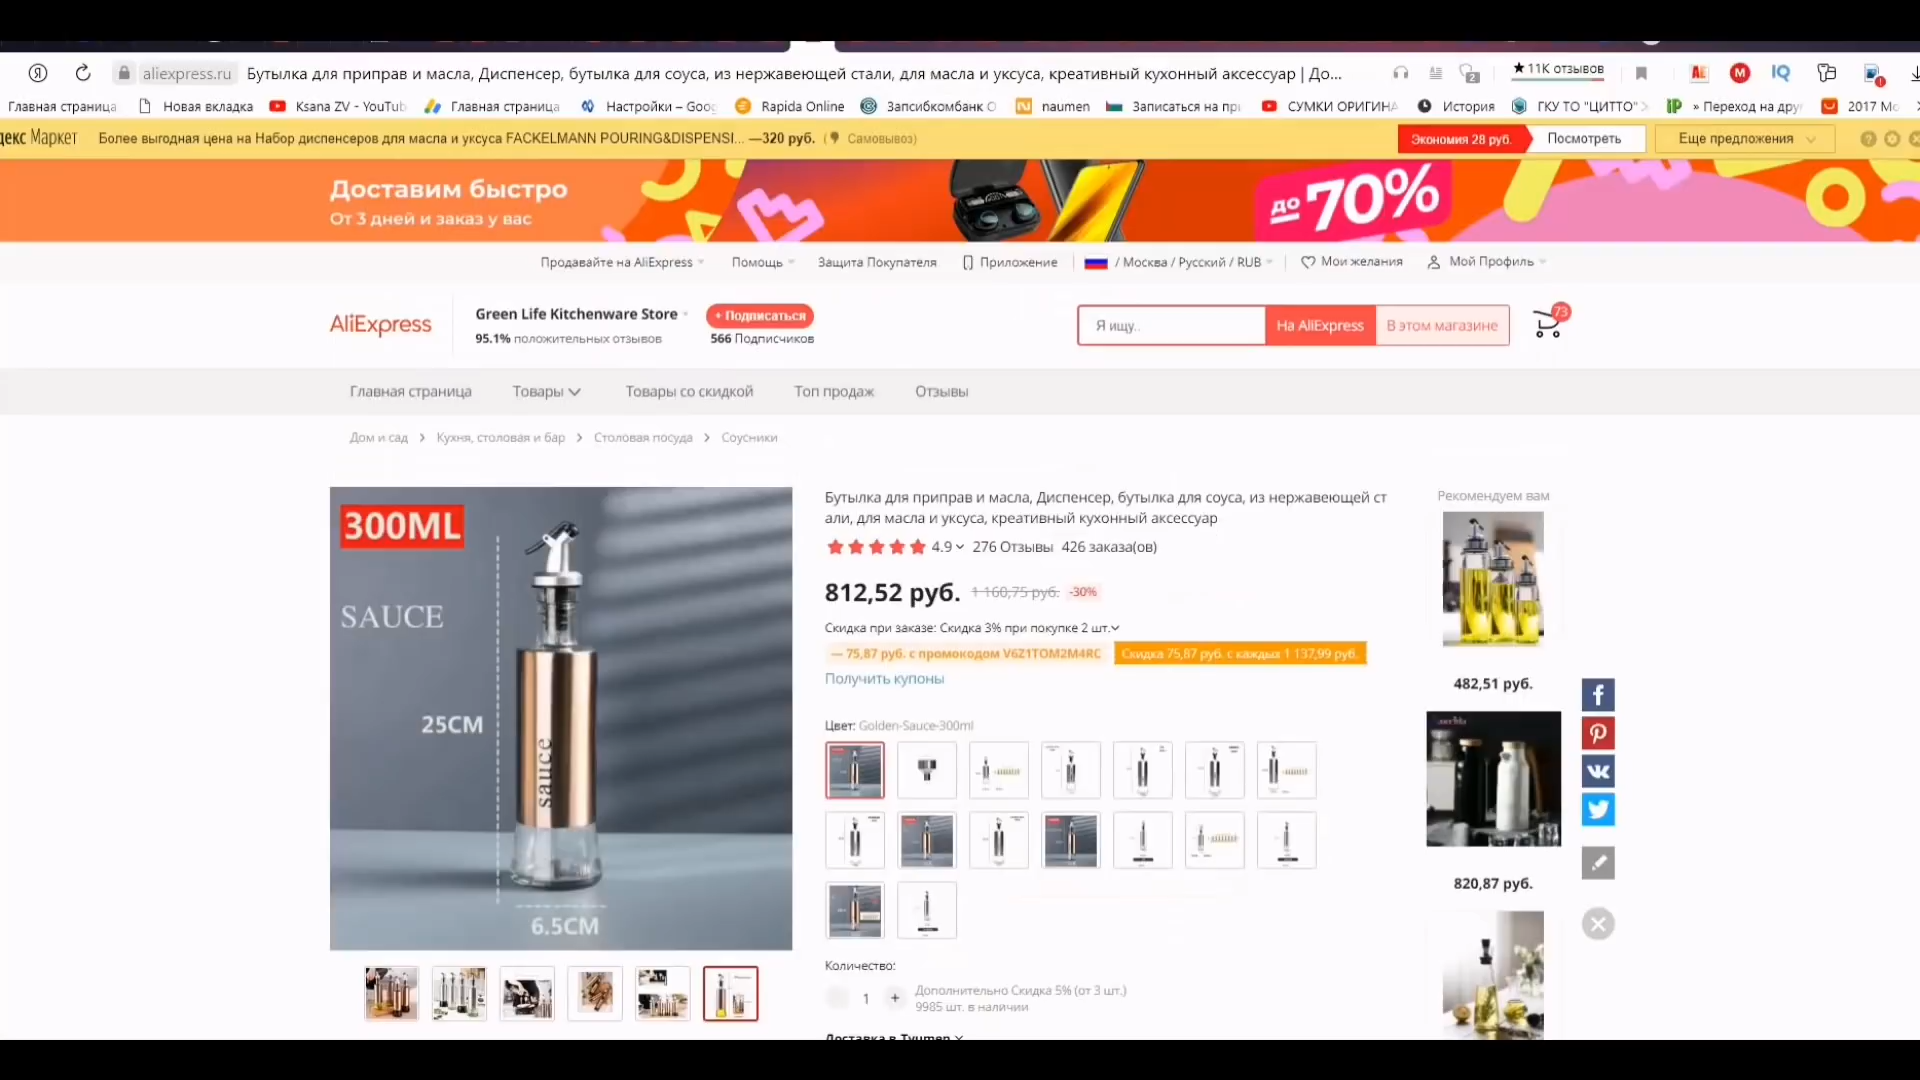 aliexpress.ru Бутылка для приправ и масла, Диспенсер, бутылка для соуса, из нержавеющей стали, для масла и уксуса, креативный кухонный аксессуар | До...
★ 11K отзывов
Главная страница Новая вкладка Ksana ZV - YouTub Главная страница Настройки – Goog Rapida Online Запсибкомбанк О naumen Записаться на при СУМКИ ОРИГИНА История ГКУ ТО "ЦИТТО" » Переход на друг 2017 Мо
декс Маркет Более выгодная цена на Набор диспенсеров для масла и уксуса FACKELMANN POURING&DISPENSI... —320 руб. ( Самовывоз)
Экономия 28 руб. Посмотреть Еще предложения
Доставим быстро
От 3 дней и заказ у вас
до 70%
Продавайте на AliExpress Помощь Защита Покупателя Приложение / Москва / Русский / RUB Мои желания Мой Профиль
AliExpress
Green Life Kitchenware Store + Подписаться
95.1% положительных отзывов 566 Подписчиков
Я ищу.. На AliExpress В этом магазине 73
Главная страница Товары Товары со скидкой Топ продаж Отзывы
Дом и сад > Кухня, столовая и бар > Столовая посуда > Соусники
300ML
SAUCE
25CM
sauce
6.5CM
Бутылка для приправ и масла, Диспенсер, бутылка для соуса, из нержавеющей ст
али, для масла и уксуса, креативный кухонный аксессуар
4.9 276 Отзывы 426 заказа(ов)
812,52 руб. 1 160,75 руб. -30%
Скидка при заказе: Скидка 3% при покупке 2 шт.
— 75,87 руб. с промокодом V6Z1TOM2M4RC Скидка 75,87 руб. с каждых 1 137,99 руб.
Получить купоны
Цвет: Golden-Sauce-300ml
Количество:
1 + Дополнительно Скидка 5% (от 3 шт.)
9985 шт. в наличии
Доставка в Tyumen
Рекомендуем вам
482,51 руб.
820,87 руб.